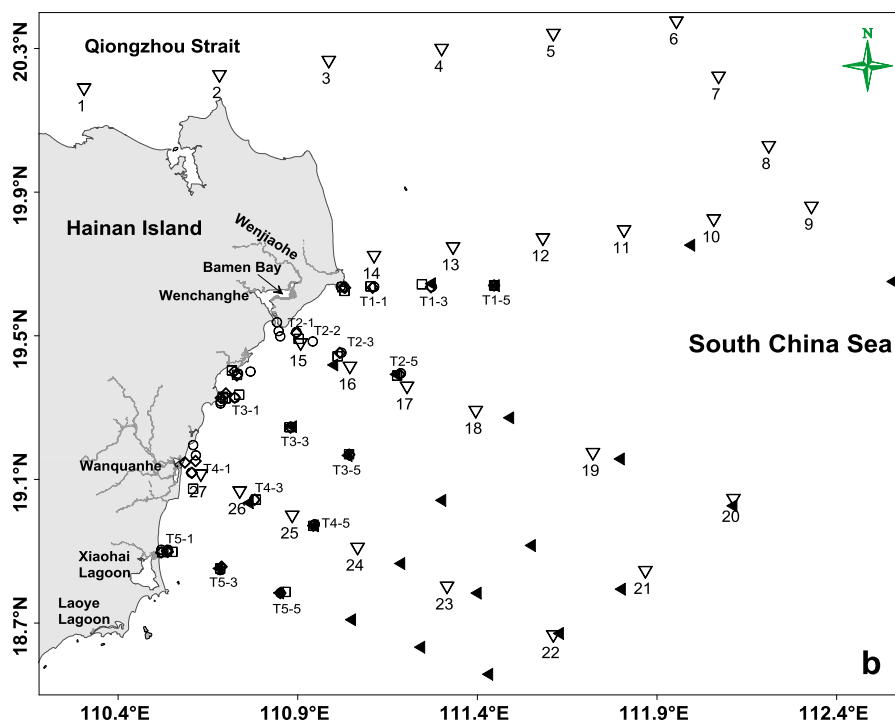 6
5
N
20.3°N
Qiongzhou Strait
4
3
2
7
1
8
19.9°N
9
10
Hainan Island
Wenjiaohe
11
12
13
14
Bamen Bay
Wenchanghe
T1-1
T1-3
T1-5
19.5°N
T2-1
T2-2
South China Sea
T2-3
15
T2-5
16
17
T3-1
18
T3-3
Wanquanhe
T3-5
19
T4-1
19.1°N
27
T4-3
26
20
T4-5
25
T5-1
Xiaohai
Lagoon
24
T5-3
21
Laoye
Lagoon
T5-5
23
18.7°N
22
b
110.4°E
110.9°E
111.4°E
111.9°E
112.4°E